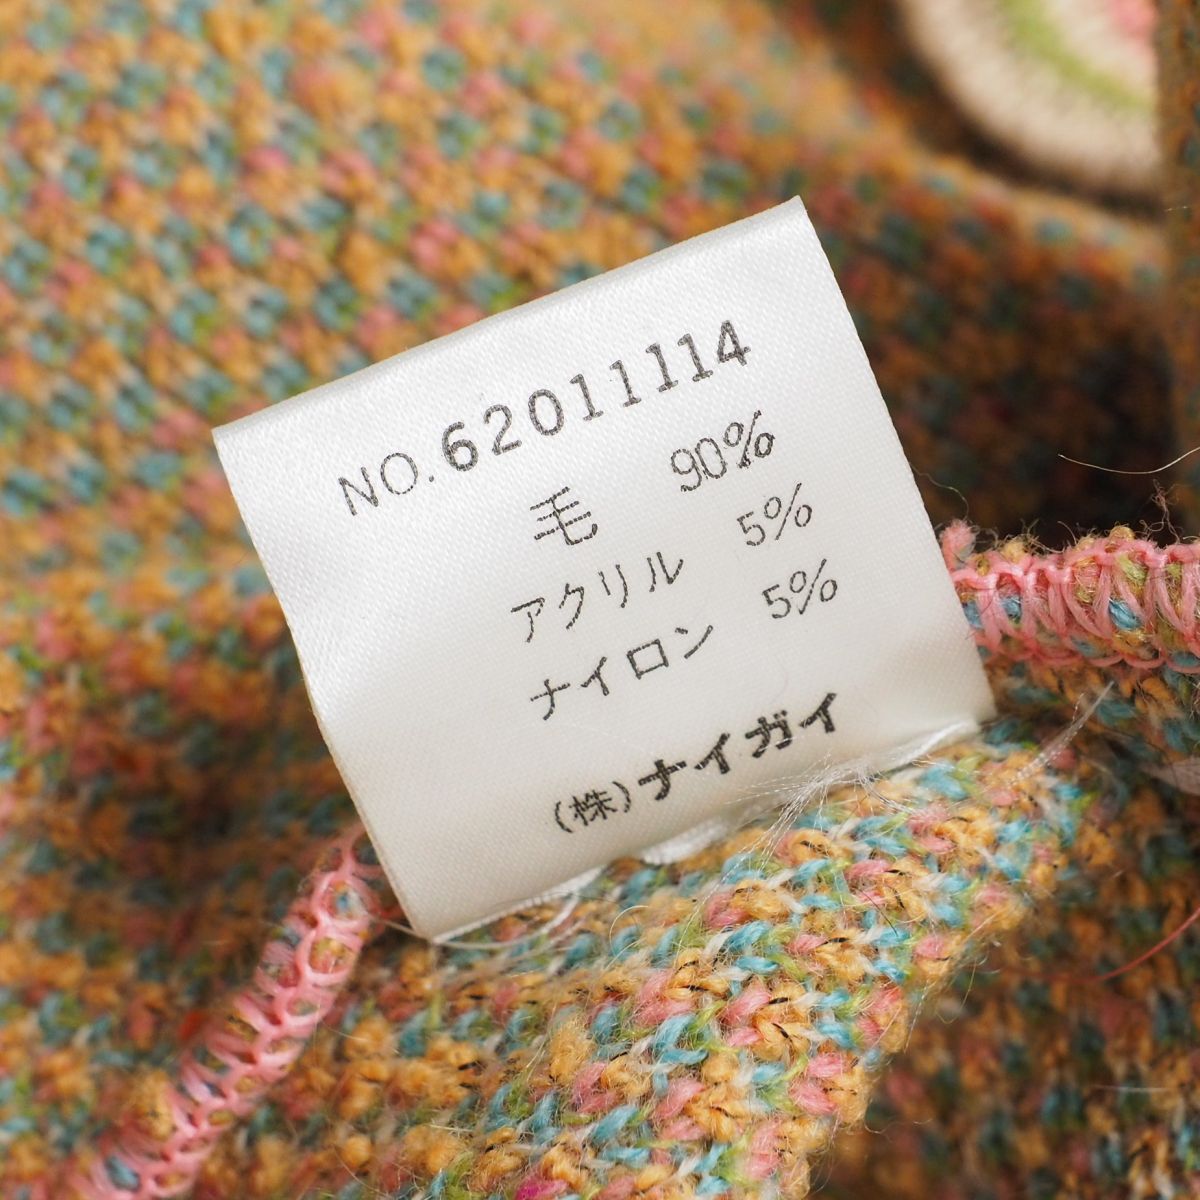 NO.62011114
毛 90%
アクリル 5%
ナイロン 5%
(株)ナイガイ